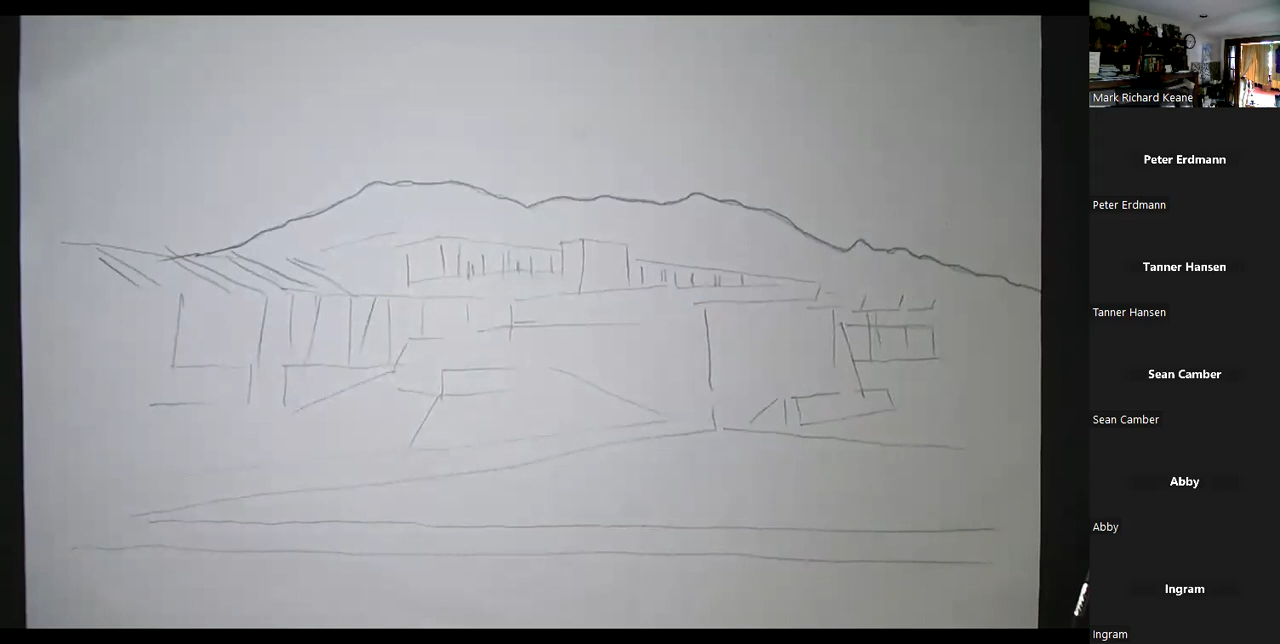 Mark Richard Keane
Peter Erdmann
Peter Erdmann
Tanner Hansen
Tanner Hansen
Sean Camber
Sean Camber
Abby
Abby
Ingram
Ingram